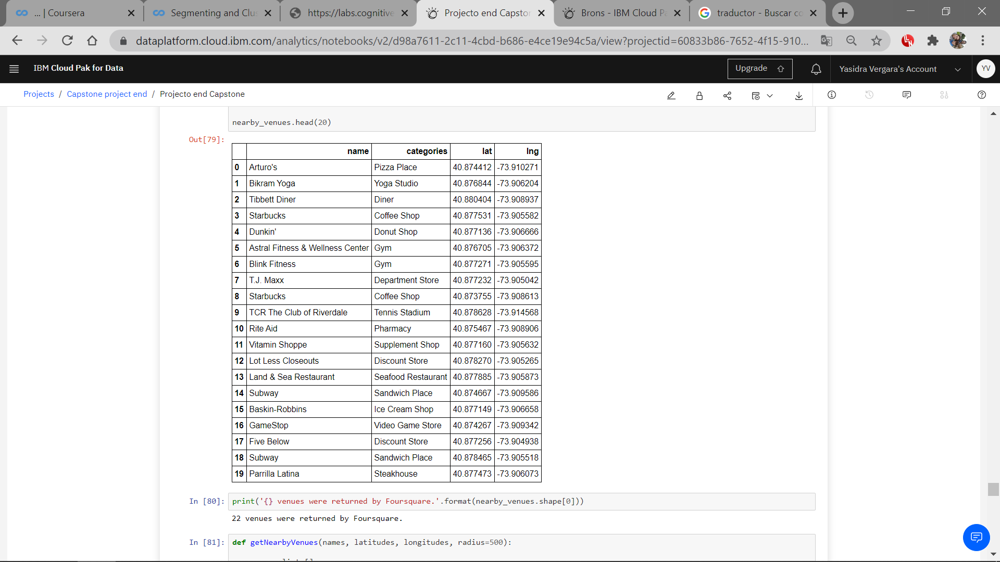 ... | Coursera
Segmenting and Clus
https://labs.cognitive
Projecto end Capston
Brons - IBM Cloud Pa
traductor - Buscar co
dataplatform.cloud.ibm.com/analytics/notebooks/v2/d98a7611-2c11-4cbd-b686-e4ce19e94c5a/view?projectid=60833b86-7652-4f15-910...
IBM Cloud Pak for Data
Upgrade
Yasidra Vergara's Account
YV
Projects / Capstone project end / Projecto end Capstone
nearby_venues.head(20)
Out[79]:
name categories lat lng
0 Arturo's Pizza Place 40.874412 -73.910271
1 Bikram Yoga Yoga Studio 40.876844 -73.906204
2 Tibbett Diner Diner 40.880404 -73.908937
3 Starbucks Coffee Shop 40.877531 -73.905582
4 Dunkin' Donut Shop 40.877136 -73.906666
5 Astral Fitness & Wellness Center Gym 40.876705 -73.906372
6 Blink Fitness Gym 40.877271 -73.905595
7 T.J. Maxx Department Store 40.877232 -73.905042
8 Starbucks Coffee Shop 40.873755 -73.908613
9 TCR The Club of Riverdale Tennis Stadium 40.878628 -73.914568
10 Rite Aid Pharmacy 40.875467 -73.908906
11 Vitamin Shoppe Supplement Shop 40.877160 -73.905632
12 Lot Less Closeouts Discount Store 40.878270 -73.905265
13 Land & Sea Restaurant Seafood Restaurant 40.877885 -73.905873
14 Subway Sandwich Place 40.874667 -73.909586
15 Baskin-Robbins Ice Cream Shop 40.877149 -73.906658
16 GameStop Video Game Store 40.874267 -73.909342
17 Five Below Discount Store 40.877256 -73.904938
18 Subway Sandwich Place 40.878465 -73.905518
19 Parrilla Latina Steakhouse 40.877473 -73.906073
In [80]: print('{} venues were returned by Foursquare.'.format(nearby_venues.shape[0]))
22 venues were returned by Foursquare.
In [81]: def getNearbyVenues(names, latitudes, longitudes, radius=500):